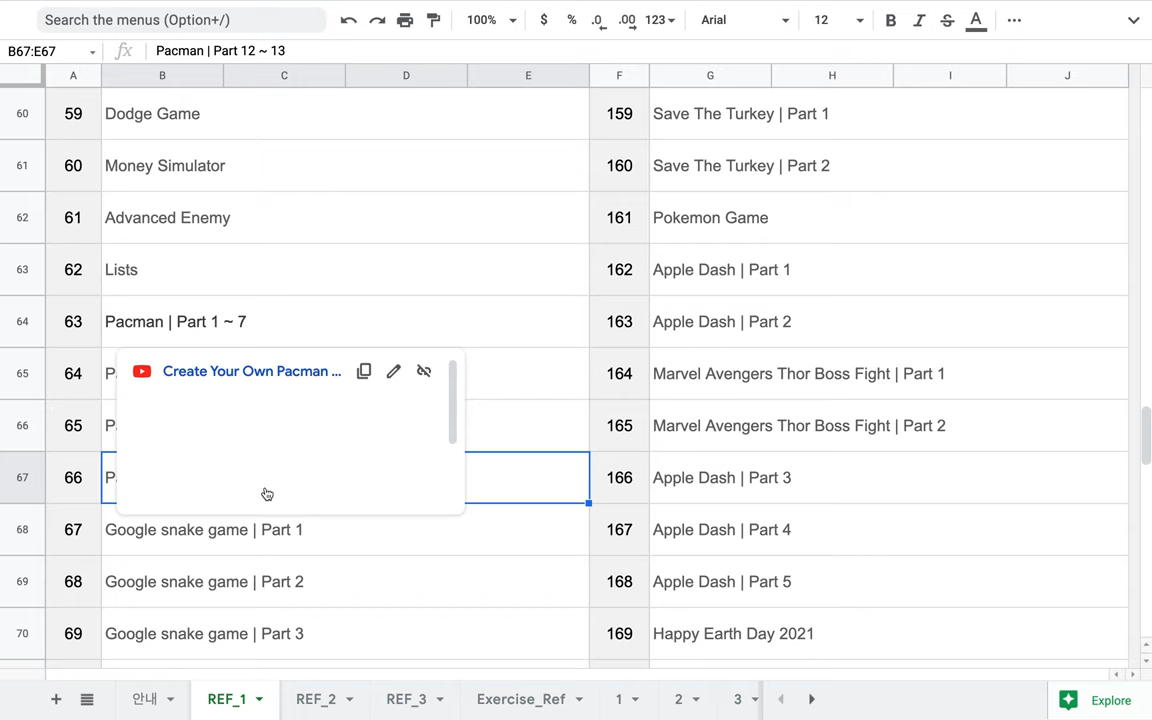 Search the menus (Option+/)
100%
$ % .0 .00 123
Arial
12
B I S A
B67:E67
fx
Pacman | Part 12 ~ 13
A B C D E F G H I J
60 59 Dodge Game 159 Save The Turkey | Part 1
61 60 Money Simulator 160 Save The Turkey | Part 2
62 61 Advanced Enemy 161 Pokemon Game
63 62 Lists 162 Apple Dash | Part 1
64 63 Pacman | Part 1 ~ 7 163 Apple Dash | Part 2
65 64 P 164 Marvel Avengers Thor Boss Fight | Part 1
Create Your Own Pacman ...
66 65 P 165 Marvel Avengers Thor Boss Fight | Part 2
67 66 P 166 Apple Dash | Part 3
68 67 Google snake game | Part 1 167 Apple Dash | Part 4
69 68 Google snake game | Part 2 168 Apple Dash | Part 5
70 69 Google snake game | Part 3 169 Happy Earth Day 2021
안내 REF_1 REF_2 REF_3 Exercise_Ref 1 2 3 Explore